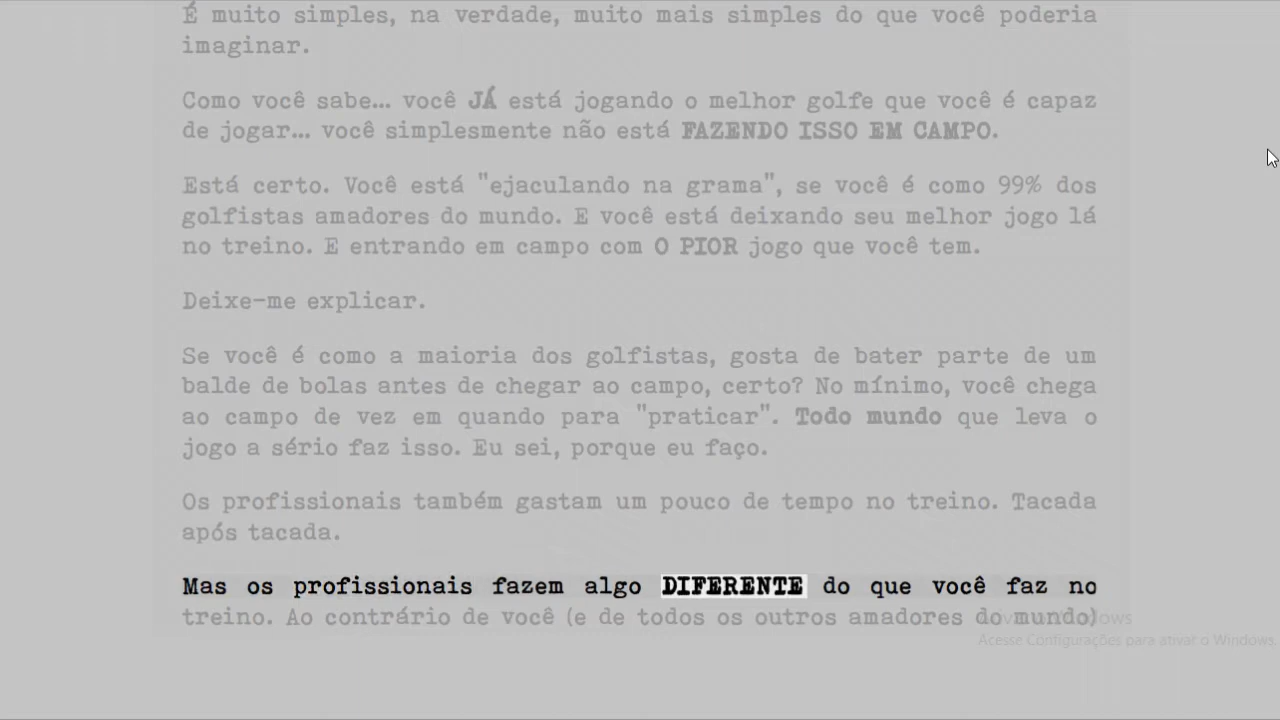 É muito simples, na verdade, muito mais simples do que você poderia
imaginar.
Como você sabe… você JÁ está jogando o melhor golfe que você é capaz
de jogar… você simplesmente não está FAZENDO ISSO EM CAMPO.
Está certo. Você está "ejaculando na grama", se você é como 99% dos
golfistas amadores do mundo. E você está deixando seu melhor jogo lá
no treino. E entrando em campo com O PIOR jogo que você tem.
Deixe-me explicar.
Se você é como a maioria dos golfistas, gosta de bater parte de um
balde de bolas antes de chegar ao campo, certo? No mínimo, você chega
ao campo de vez em quando para "praticar". Todo mundo que leva o
jogo a sério faz isso. Eu sei, porque eu faço.
Os profissionais também gastam um pouco de tempo no treino. Tacada
após tacada.
Mas os profissionais fazem algo DIFERENTE do que você faz no
treino. Ao contrário de você (e de todos os outros amadores do mundo)
Windows
Acesse Configurações para ativar o Windows.